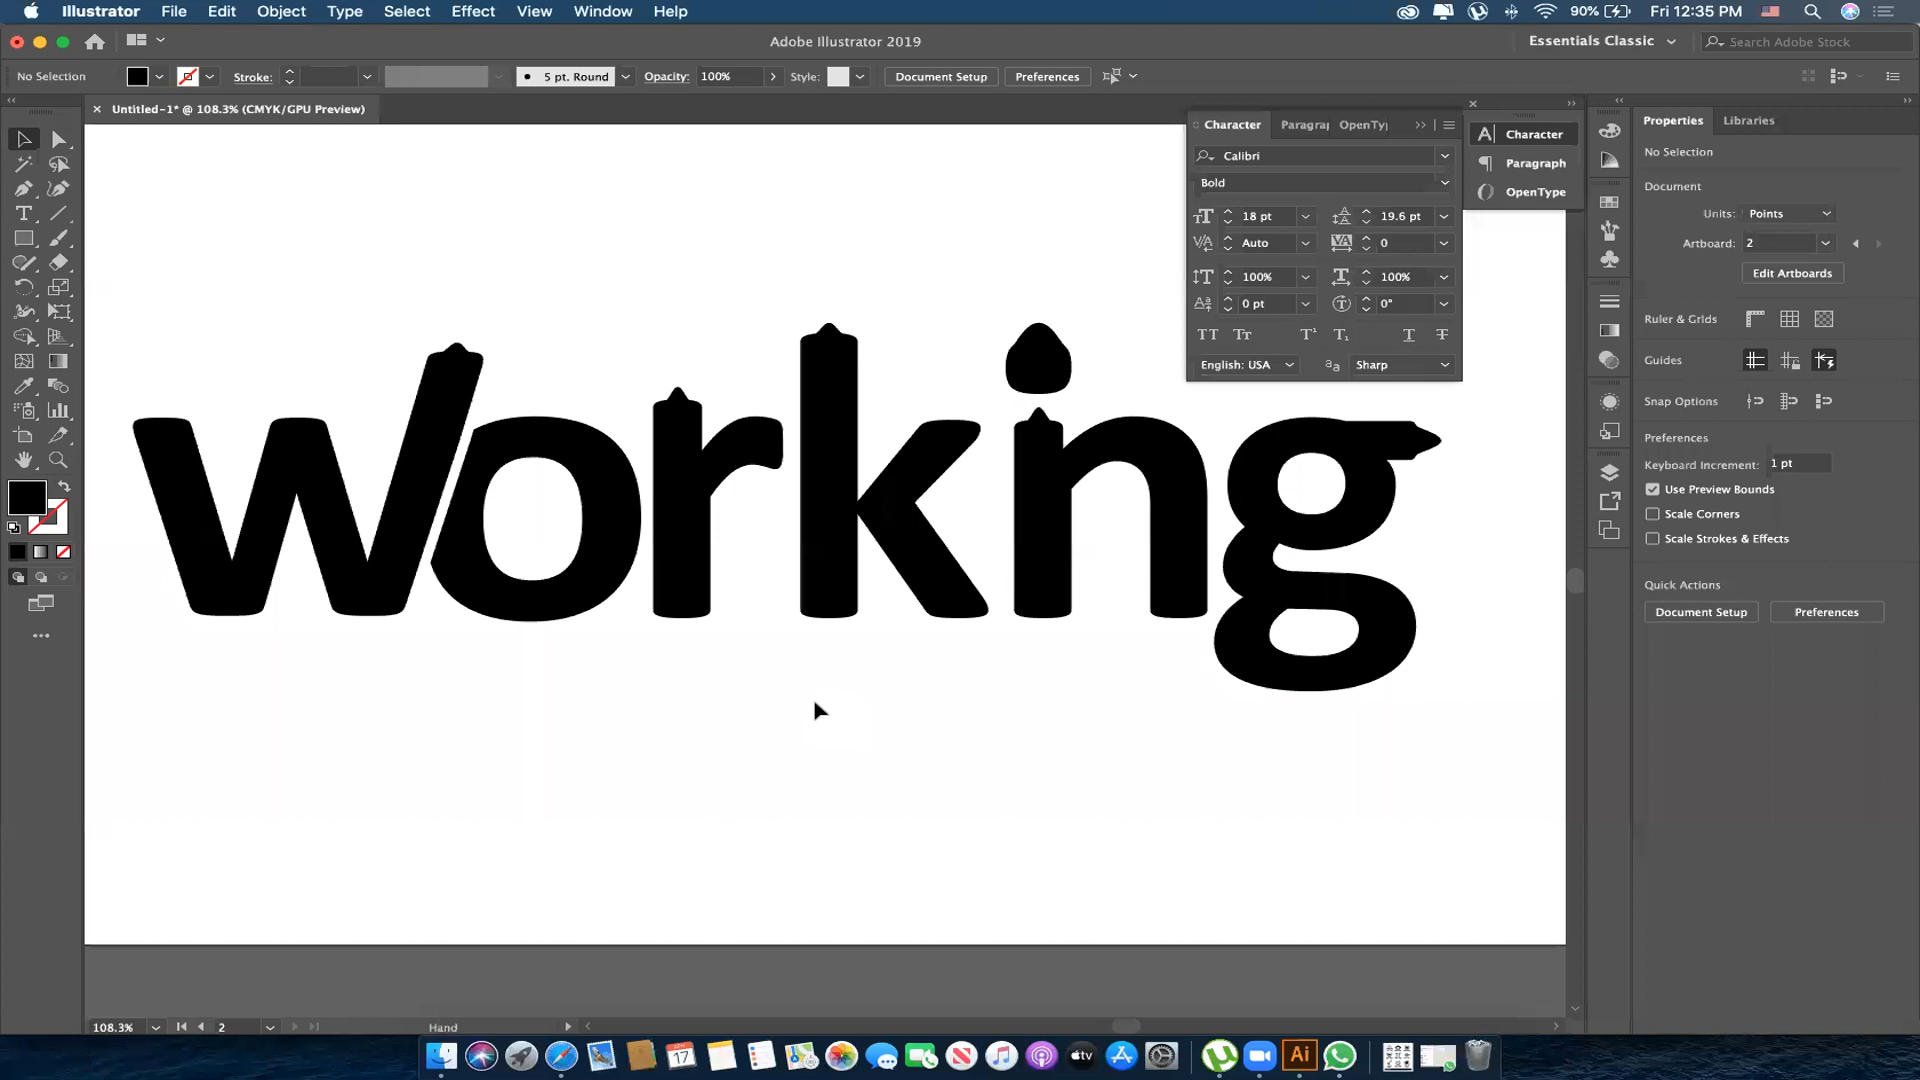 Illustrator File Edit Object Type Select Effect View Window Help 90% Fri 12:35 PM
Adobe Illustrator 2019 Essentials Classic Search Adobe Stock
No Selection Stroke: 5 pt. Round Opacity: 100% Style: Document Setup Preferences
Untitled-1* @ 108.3% (CMYK/GPU Preview)
Character Paragra OpenTy
Calibri
Bold
18 pt 19.6 pt
Auto 0
100% 100%
0 pt 0°
English: USA Sharp
Character
Paragraph
OpenType
Properties Libraries
No Selection
Document
Units: Points
Artboard: 2
Edit Artboards
Ruler & Grids
Guides
Snap Options
Preferences
Keyboard Increment: 1 pt
Use Preview Bounds
Scale Corners
Scale Strokes & Effects
Quick Actions
Document Setup Preferences
working
108.3% 2 Hand
17
tv
Ai